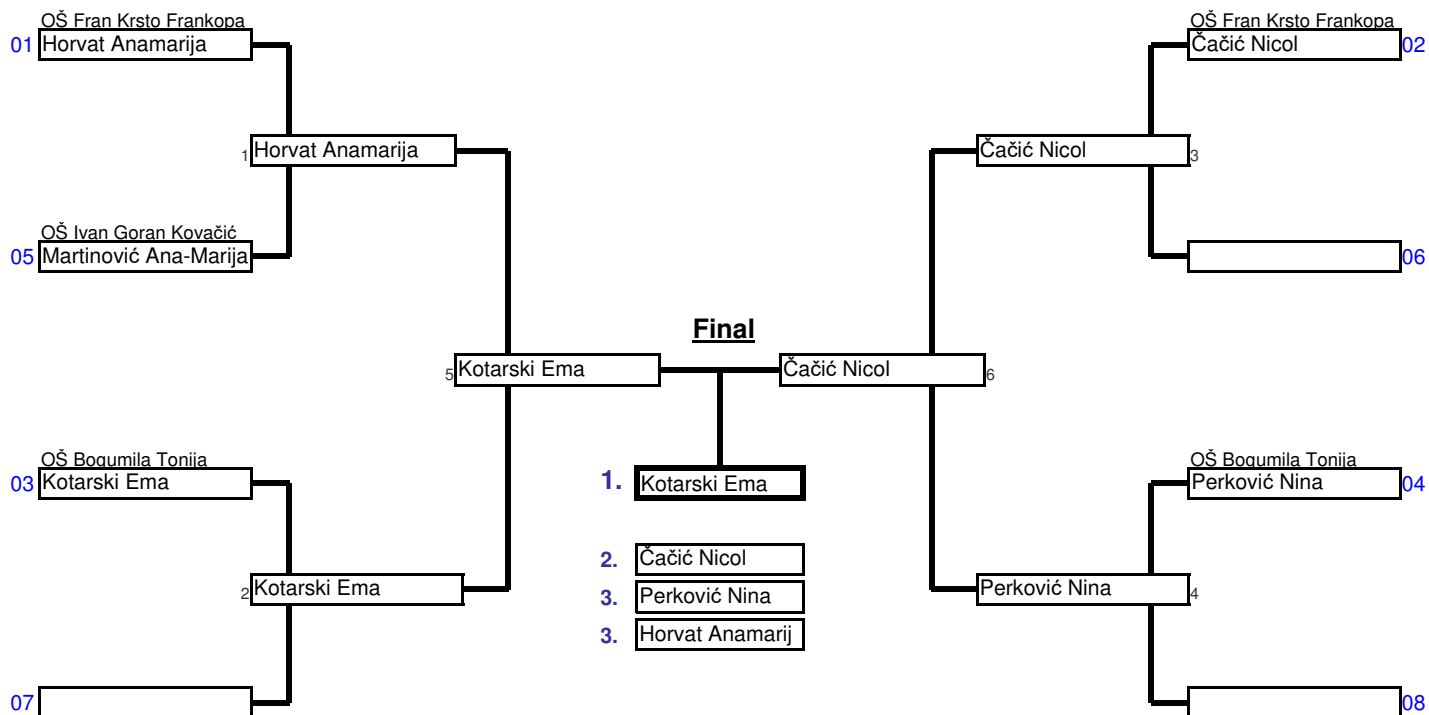 OŠ Fran Krsto Frankopa
01 Horvat Anamarija
OŠ Fran Krsto Frankopa
Čačić Nicol 02
1 Horvat Anamarija
Čačić Nicol 3
OŠ Ivan Goran Kovačić
05 Martinović Ana-Marija
06
Final
5 Kotarski Ema
Čačić Nicol 6
OŠ Bogumila Tonija
03 Kotarski Ema
1. Kotarski Ema
OŠ Bogumila Tonija
Perković Nina 04
2. Čačić Nicol
2 Kotarski Ema
3. Perković Nina
Perković Nina 4
3. Horvat Anamarij
07
08